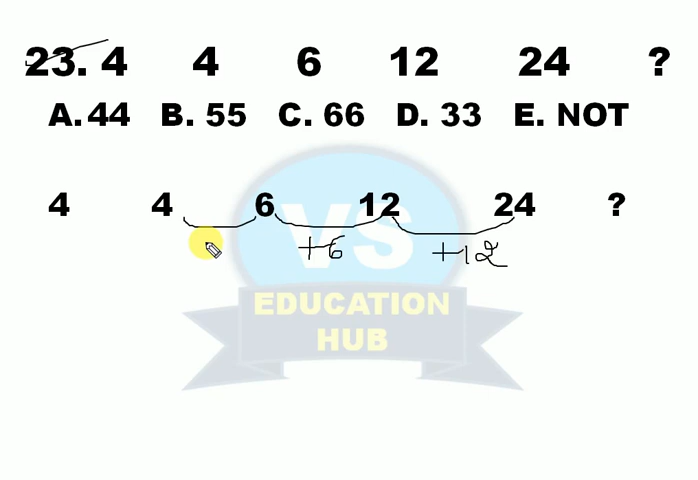 23. 4 4 6 12 24 ?
A. 44 B. 55 C. 66 D. 33 E. NOT
4 4 6 12 24 ?
+6 +12
VS
EDUCATION
HUB